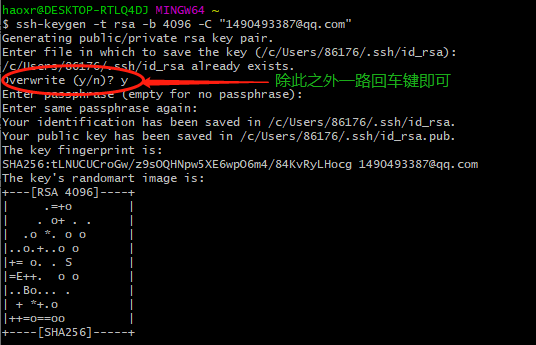 haoxr@DESKTOP-RTLQ4DJ MINGW64 ~
$ ssh-keygen -t rsa -b 4096 -C "1490493387@qq.com"
Generating public/private rsa key pair.
Enter file in which to save the key (/c/Users/86176/.ssh/id_rsa):
/c/Users/86176/.ssh/id_rsa already exists.
Overwrite (y/n)? y 除此之外一路回车键即可
Enter passphrase (empty for no passphrase):
Enter same passphrase again:
Your identification has been saved in /c/Users/86176/.ssh/id_rsa.
Your public key has been saved in /c/Users/86176/.ssh/id_rsa.pub.
The key fingerprint is:
SHA256:tLNUCUCroGw/z9sOQHNpw5XE6wpO6m4/84KvRyLHocg 1490493387@qq.com
The key's randomart image is:
+---[RSA 4096]----+
|     .=+o        |
|    . o+ . .     |
|  .o *. o o      |
|..o.+..o o       |
|+= o. . S        |
|=E++.  o o       |
|..Bo... .        |
| + *+.o          |
|++=o==oo         |
+----[SHA256]-----+